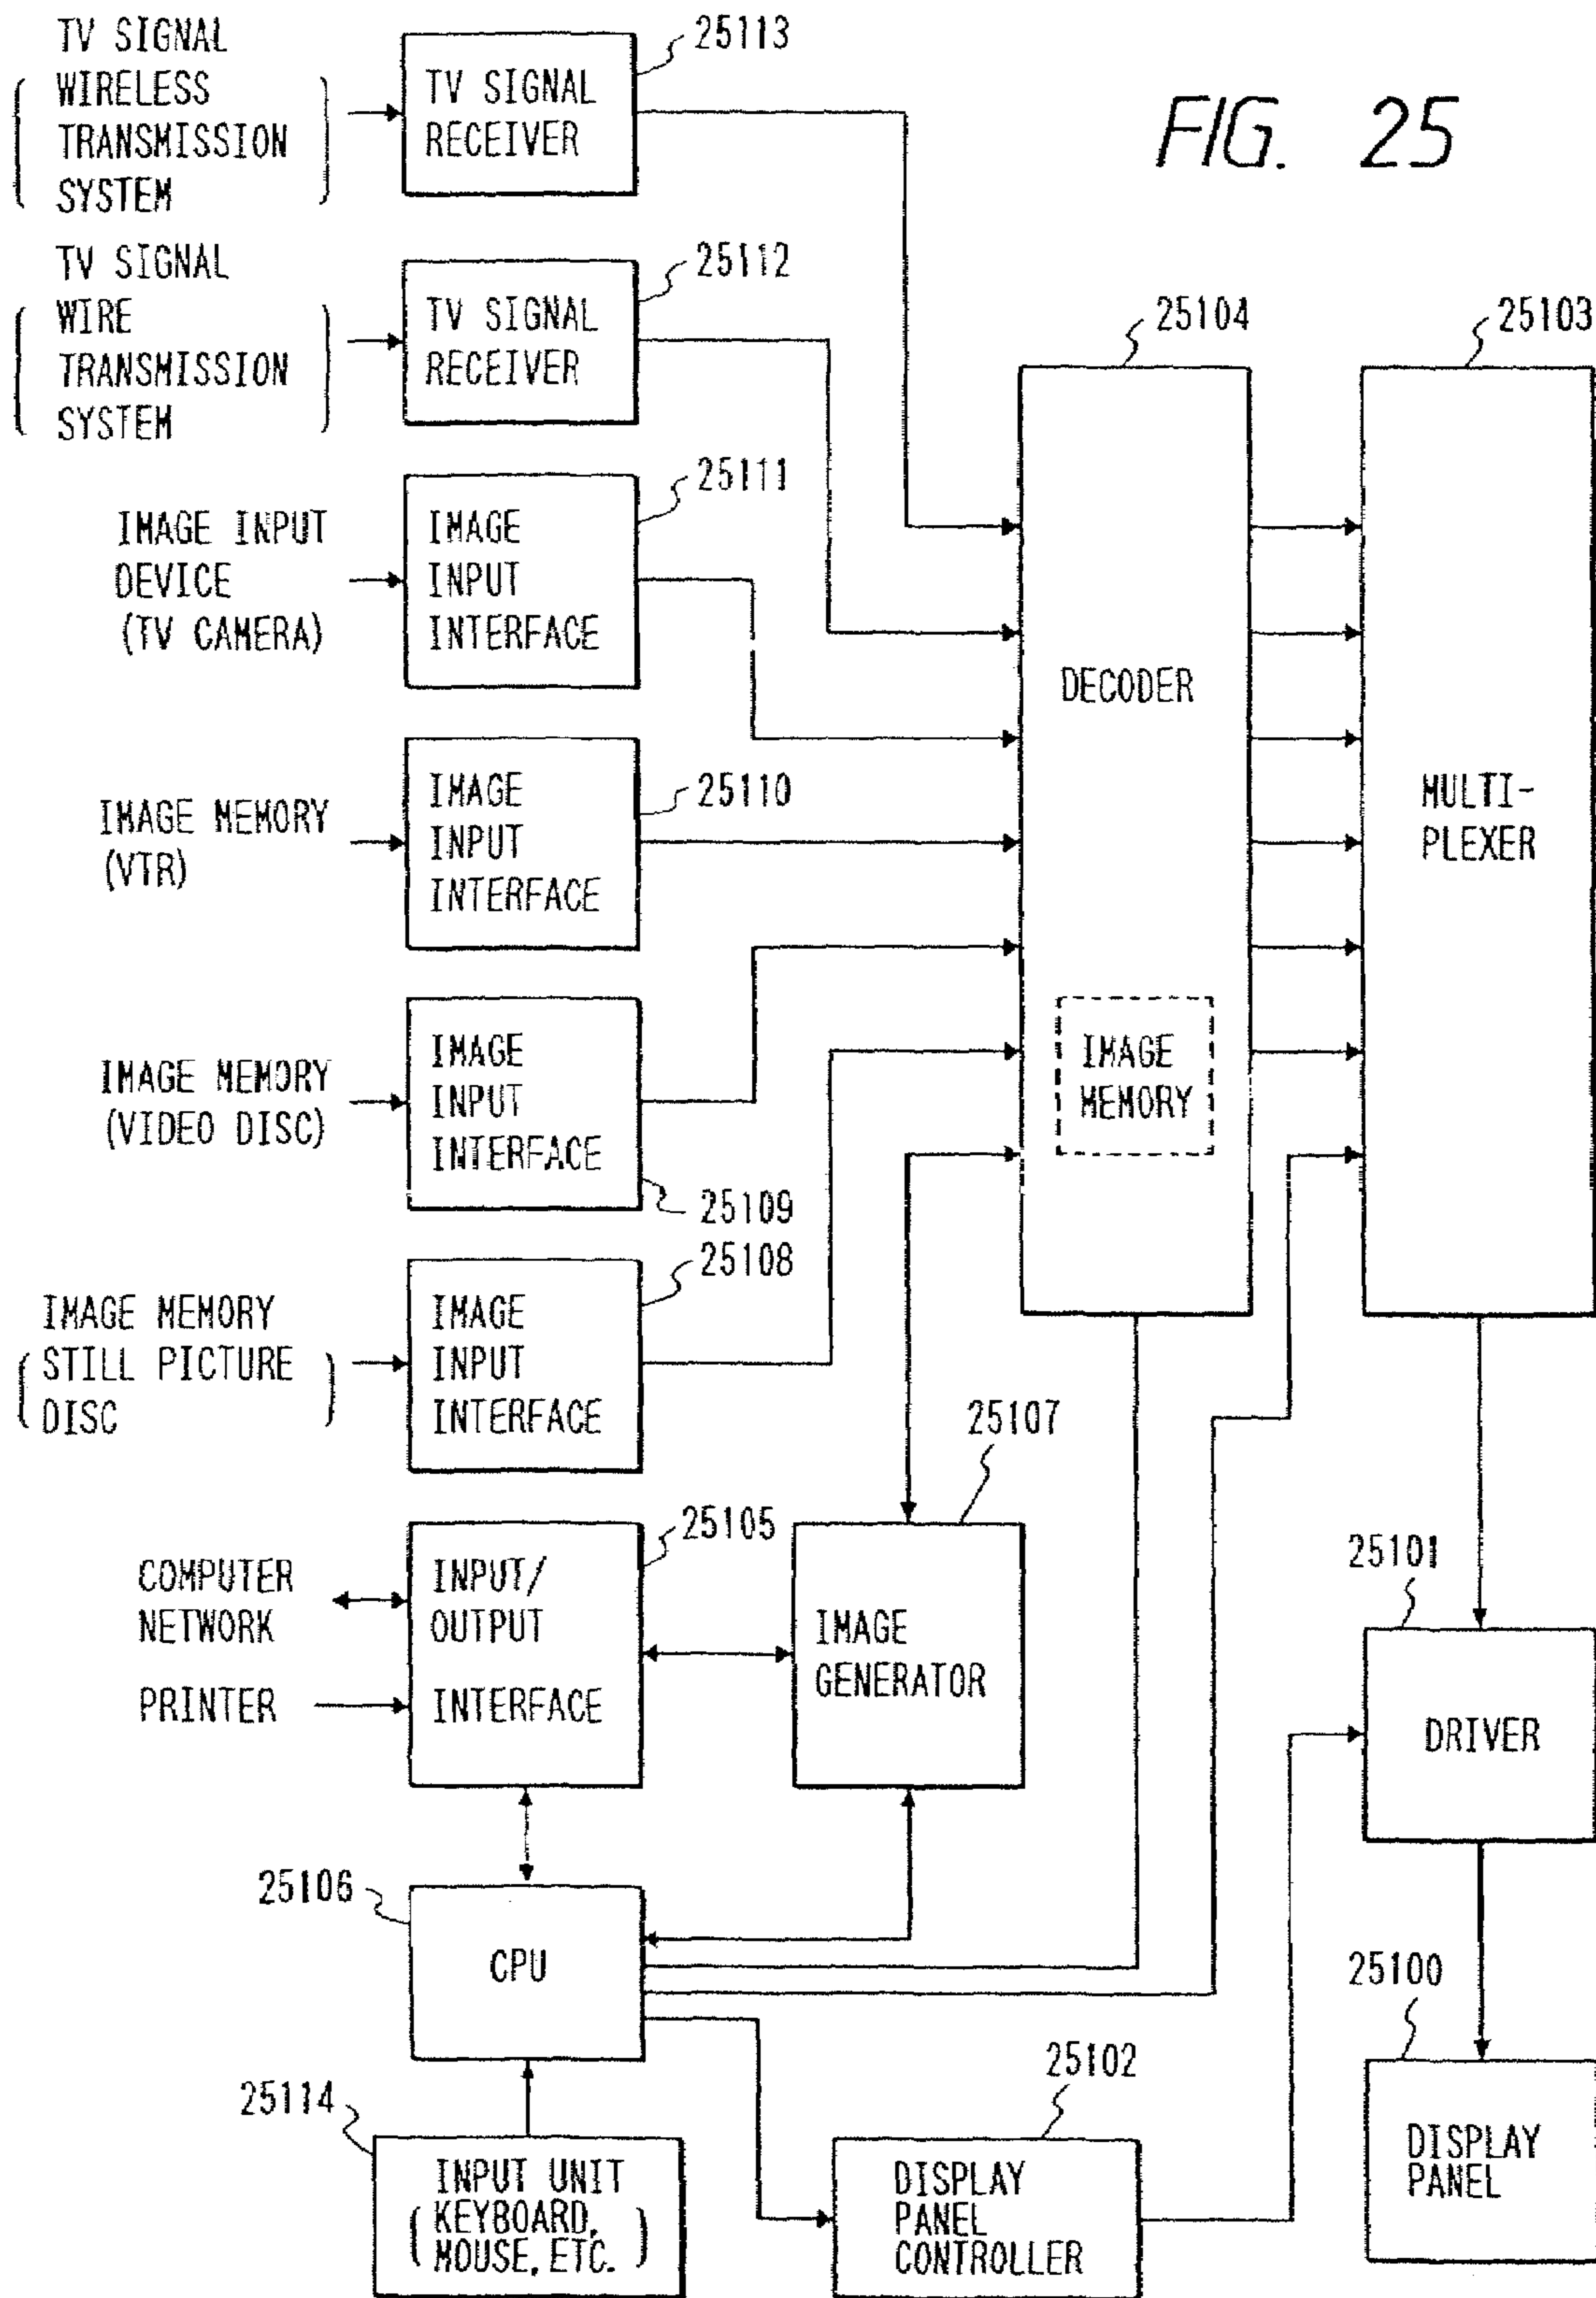 FIG. 25
TV SIGNAL
WIRELESS
TRANSMISSION
SYSTEM
TV SIGNAL
RECEIVER
25113
TV SIGNAL
WIRE
TRANSMISSION
SYSTEM
TV SIGNAL
RECEIVER
25112
IMAGE INPUT
DEVICE
(TV CAMERA)
IMAGE
INPUT
INTERFACE
25111
IMAGE MEMORY
(VTR)
IMAGE
INPUT
INTERFACE
25110
IMAGE MEMORY
(VIDEO DISC)
IMAGE
INPUT
INTERFACE
25109
IMAGE MEMORY
(STILL PICTURE
DISC)
IMAGE
INPUT
INTERFACE
25108
25104
DECODER
IMAGE
MEMORY
25103
MULTI-
PLEXER
COMPUTER
NETWORK
PRINTER
INPUT/
OUTPUT
INTERFACE
25105
25107
IMAGE
GENERATOR
25101
DRIVER
25106
CPU
25100
DISPLAY
PANEL
25114
INPUT UNIT
(KEYBOARD,
MOUSE, ETC.)
25102
DISPLAY
PANEL
CONTROLLER